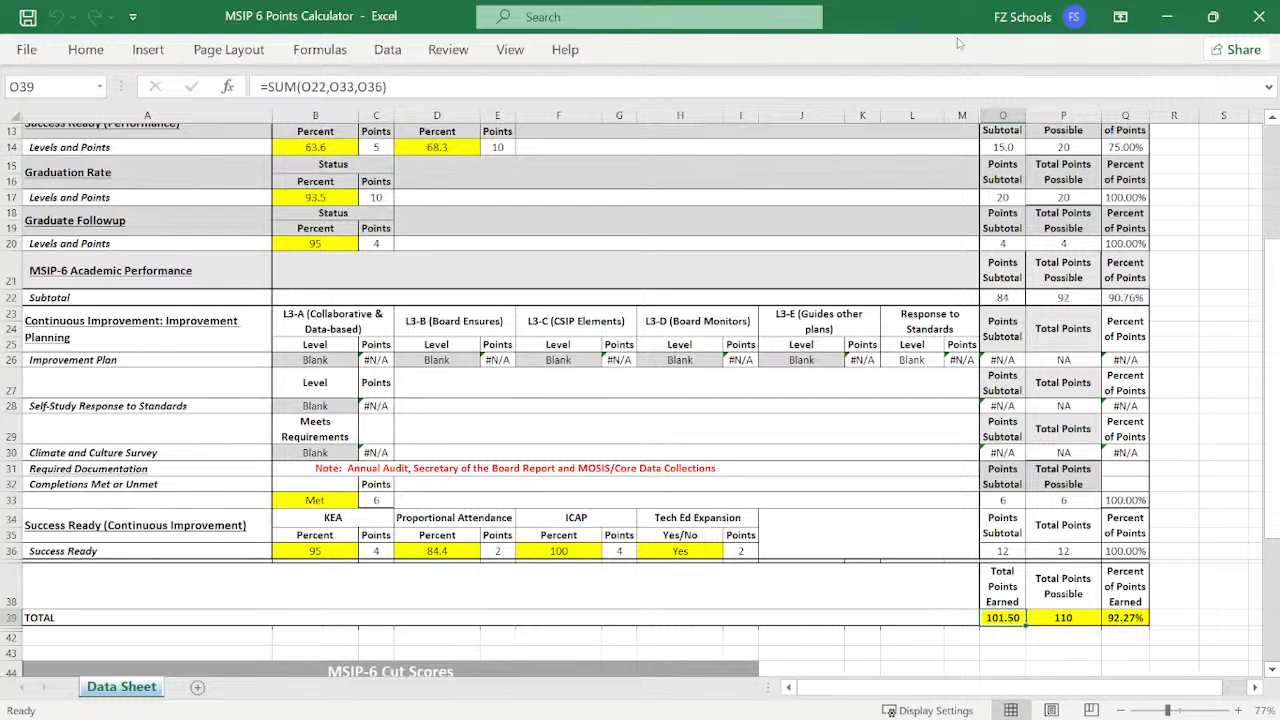 MSIP 6 Points Calculator - Excel
Search
FZ Schools FS
File Home Insert Page Layout Formulas Data Review View Help Share
O39 fx =SUM(O22,O33,O36)
A B C D E F G H I J K L M O P Q R S
13 Success Ready (Performance) Percent Points Percent Points Subtotal Possible of Points
14 Levels and Points 63.6 5 68.3 10 15.0 20 75.00%
15 Graduation Rate Status Points Total Points Percent
16 Percent Points Subtotal Possible of Points
17 Levels and Points 93.5 10 20 20 100.00%
18 Graduate Followup Status Points Total Points Percent
19 Percent Points Subtotal Possible of Points
20 Levels and Points 95 4 4 4 100.00%
21 MSIP-6 Academic Performance Points Subtotal Total Points Possible Percent of Points
22 Subtotal 84 92 90.76%
23 Continuous Improvement: Improvement Planning L3-A (Collaborative & Data-based) L3-B (Board Ensures) L3-C (CSIP Elements) L3-D (Board Monitors) L3-E (Guides other plans) Response to Standards Points Subtotal Total Points Percent of Points
24
25 Level Points Level Points Level Points Level Points Level Points Level Points
26 Improvement Plan Blank #N/A Blank #N/A Blank #N/A Blank #N/A Blank #N/A Blank #N/A #N/A NA #N/A
27 Level Points Points Subtotal Total Points Percent of Points
28 Self-Study Response to Standards Blank #N/A #N/A NA #N/A
29 Meets Requirements Points Subtotal Total Points Percent of Points
30 Climate and Culture Survey Blank #N/A #N/A NA #N/A
31 Required Documentation Note: Annual Audit, Secretary of the Board Report and MOSIS/Core Data Collections Points Total Points
32 Completions Met or Unmet Points Subtotal Possible
33 Met 6 6 6 100.00%
34 Success Ready (Continuous Improvement) KEA Proportional Attendance ICAP Tech Ed Expansion Points Subtotal Total Points Percent of Points
35 Percent Points Percent Points Percent Points Yes/No Points
36 Success Ready 95 4 84.4 2 100 4 Yes 2 12 12 100.00%
38 Total Points Earned Total Points Possible Percent of Points Earned
39 TOTAL 101.50 110 92.27%
42
43
44 MSIP-6 Cut Scores
Data Sheet
Ready Display Settings 77%